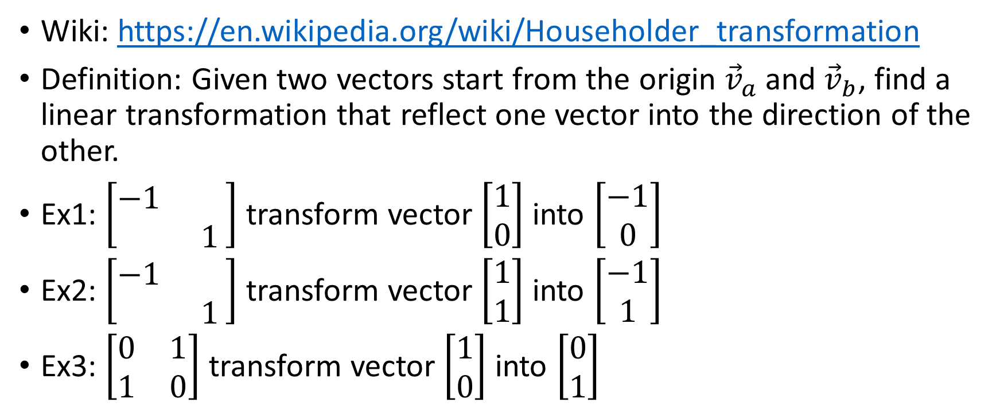 • Wiki: https://en.wikipedia.org/wiki/Householder_transformation
• Definition: Given two vectors start from the origin $\vec{v}_a$ and $\vec{v}_b$, find a
linear transformation that reflect one vector into the direction of the
other.
• Ex1: $\begin{bmatrix} -1 & \\ & 1 \end{bmatrix}$ transform vector $\begin{bmatrix} 1 \\ 0 \end{bmatrix}$ into $\begin{bmatrix} -1 \\ 0 \end{bmatrix}$
• Ex2: $\begin{bmatrix} -1 & \\ & 1 \end{bmatrix}$ transform vector $\begin{bmatrix} 1 \\ 1 \end{bmatrix}$ into $\begin{bmatrix} -1 \\ 1 \end{bmatrix}$
• Ex3: $\begin{bmatrix} 0 & 1 \\ 1 & 0 \end{bmatrix}$ transform vector $\begin{bmatrix} 1 \\ 0 \end{bmatrix}$ into $\begin{bmatrix} 0 \\ 1 \end{bmatrix}$